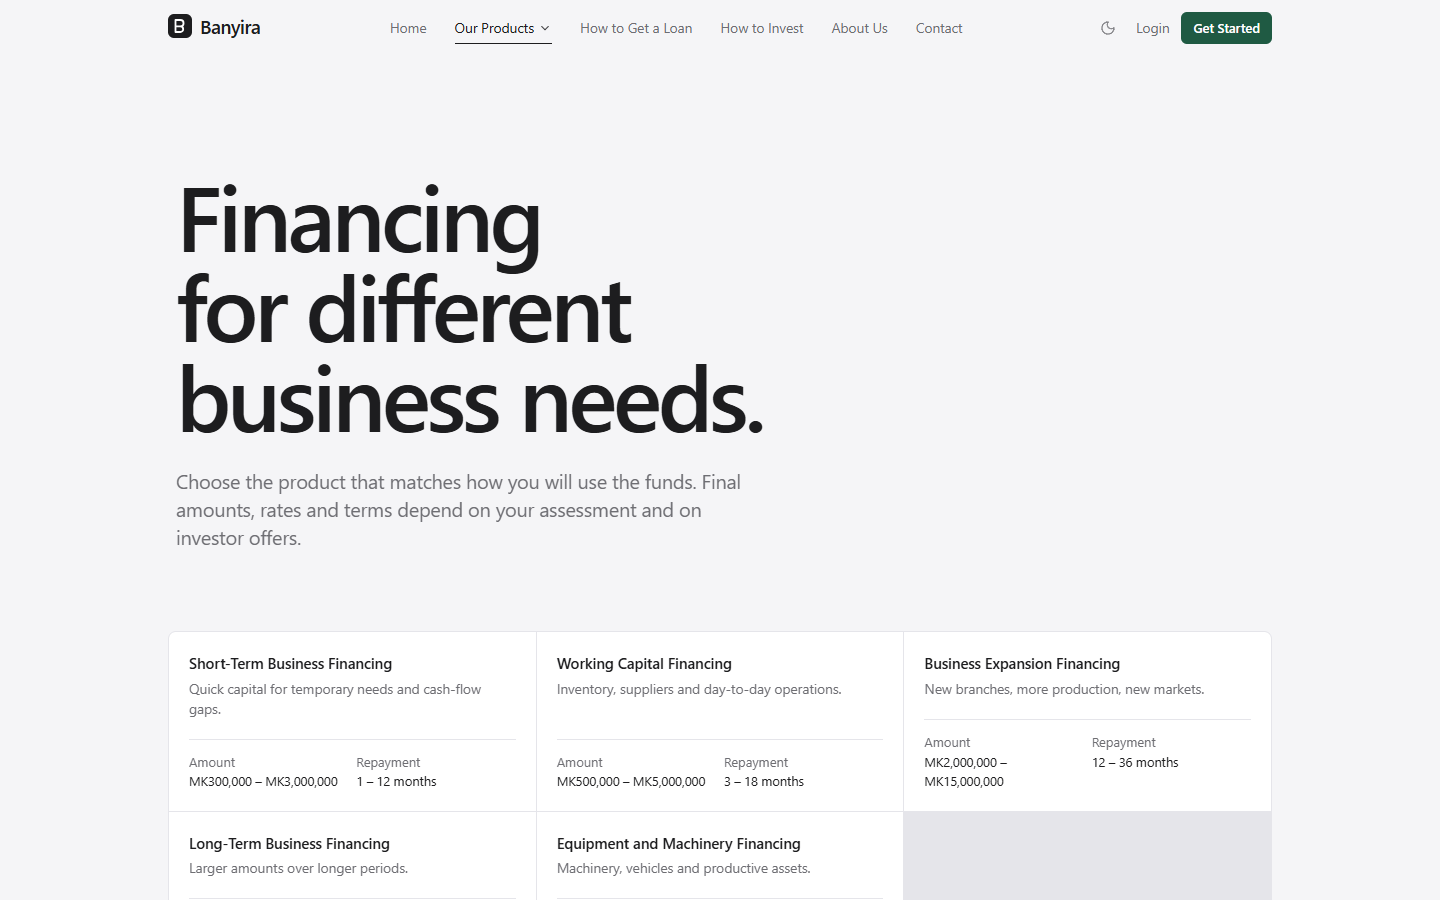 Banyira
Home
Our Products
How to Get a Loan
How to Invest
About Us
Contact
Login
Get Started
Financing
for different
business needs.
Choose the product that matches how you will use the funds. Final
amounts, rates and terms depend on your assessment and on
investor offers.
Short-Term Business Financing
Quick capital for temporary needs and cash-flow
gaps.
Amount
MK300,000 – MK3,000,000
Repayment
1 – 12 months
Working Capital Financing
Inventory, suppliers and day-to-day operations.
Amount
MK500,000 – MK5,000,000
Repayment
3 – 18 months
Business Expansion Financing
New branches, more production, new markets.
Amount
MK2,000,000 –
MK15,000,000
Repayment
12 – 36 months
Long-Term Business Financing
Larger amounts over longer periods.
Equipment and Machinery Financing
Machinery, vehicles and productive assets.